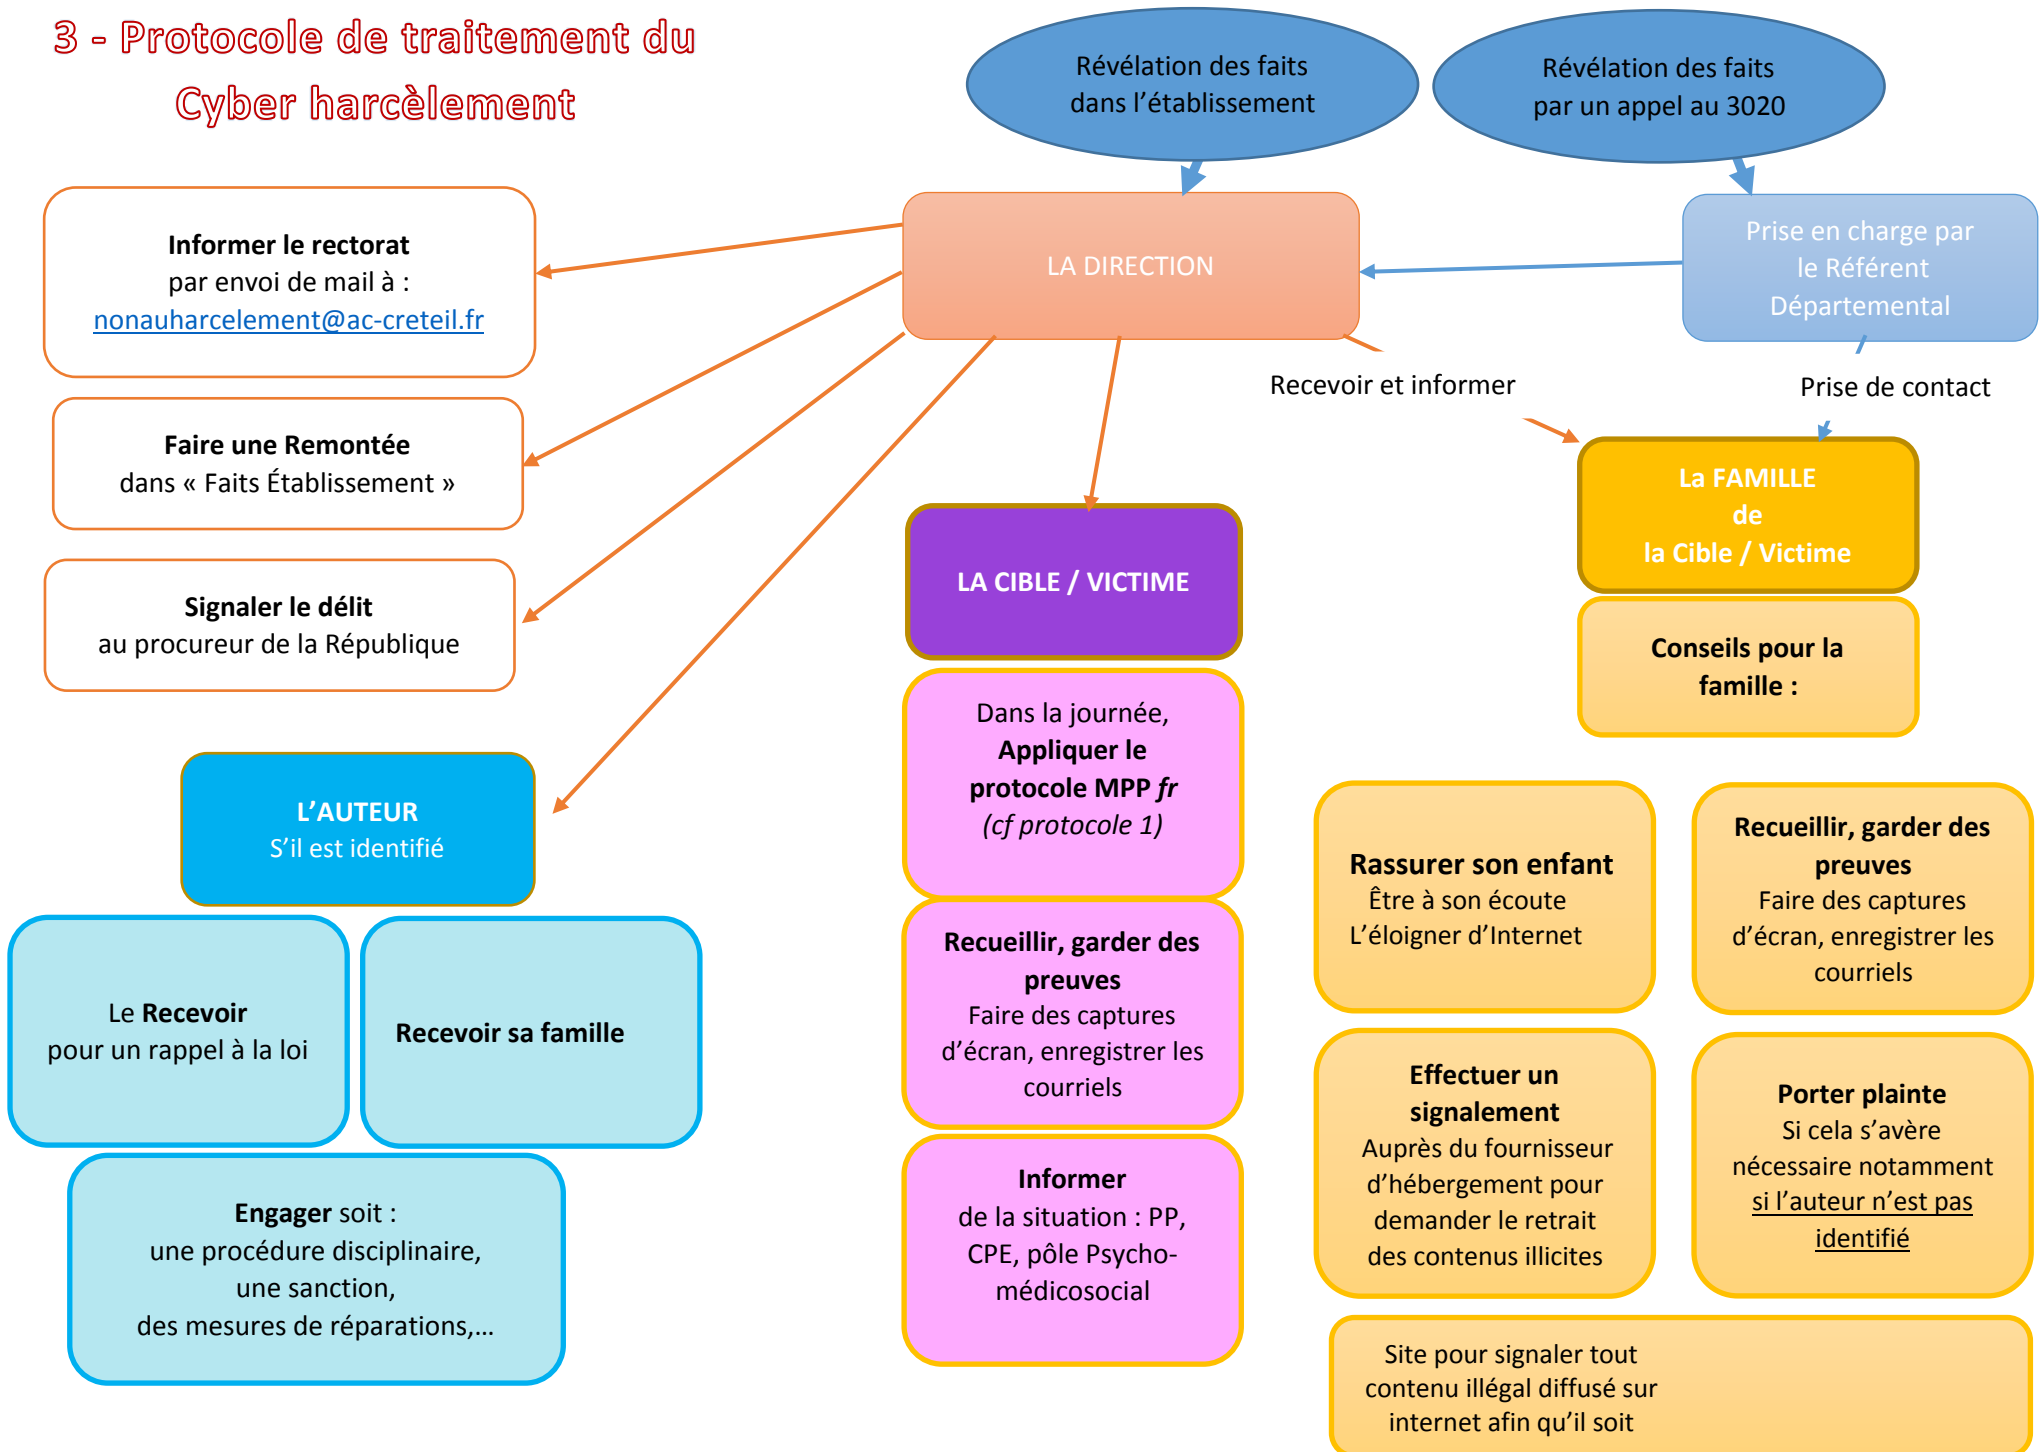 3 - Protocole de traitement du
Cyber harcèlement
Révélation des faits
dans l’établissement
Révélation des faits
par un appel au 3020
Informer le rectorat
par envoi de mail à :
nonauharcelement@ac-creteil.fr
LA DIRECTION
Prise en charge par
le Référent
Départemental
Recevoir et informer
Prise de contact
Faire une Remontée
dans « Faits Établissement »
Signaler le délit
au procureur de la République
LA CIBLE / VICTIME
La FAMILLE
de
la Cible / Victime
Conseils pour la
famille :
L’AUTEUR
S’il est identifié
Le Recevoir
pour un rappel à la loi
Recevoir sa famille
Engager soit :
une procédure disciplinaire,
une sanction,
des mesures de réparations,…
Dans la journée,
Appliquer le
protocole MPP fr
(cf protocole 1)
Recueillir, garder des
preuves
Faire des captures
d’écran, enregistrer les
courriels
Informer
de la situation : PP,
CPE, pôle Psycho-
médicosocial
Rassurer son enfant
Être à son écoute
L’éloigner d’Internet
Recueillir, garder des
preuves
Faire des captures
d’écran, enregistrer les
courriels
Effectuer un
signalement
Auprès du fournisseur
d’hébergement pour
demander le retrait
des contenus illicites
Porter plainte
Si cela s’avère
nécessaire notamment
si l’auteur n’est pas
identifié
Site pour signaler tout
contenu illégal diffusé sur
internet afin qu’il soit